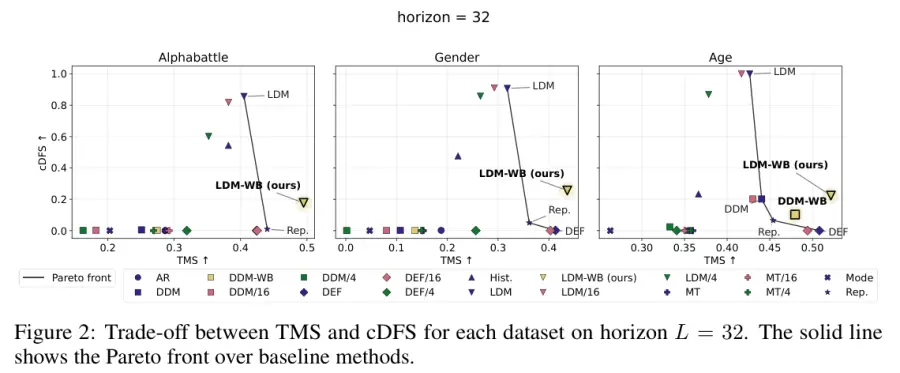 horizon = 32
Alphabattle
Gender
Age
cDFS ↑
1.0
0.8
0.6
0.4
0.2
0.0
LDM
LDM
LDM
LDM-WB (ours)
LDM-WB (ours)
LDM-WB (ours)
DDM-WB
DDM
Rep.
Rep.
DEF
Rep.
DEF
0.2 0.3 0.4 0.5
0.0 0.1 0.2 0.3 0.4
0.30 0.35 0.40 0.45 0.50
TMS ↑
TMS ↑
TMS ↑
Pareto front
AR DDM-WB DDM/4 DEF/16 Hist. LDM-WB (ours) LDM/4 MT/16 Mode
DDM DDM/16 DEF DEF/4 LDM LDM/16 MT MT/4 Rep.
Figure 2: Trade-off between TMS and cDFS for each dataset on horizon L = 32. The solid line
shows the Pareto front over baseline methods.